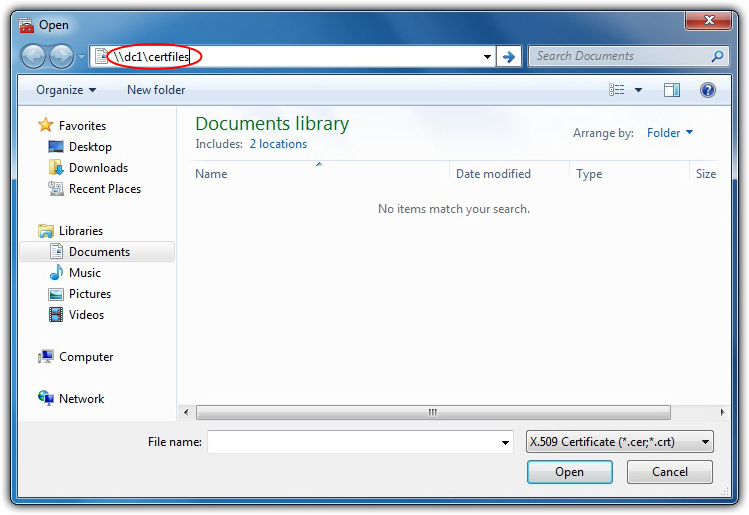 Open
\\dc1\certfiles
Search Documents
Organize
New folder
Favorites
Desktop
Downloads
Recent Places
Libraries
Documents
Music
Pictures
Videos
Computer
Network
Documents library
Includes: 2 locations
Arrange by: Folder
Name Date modified Type Size
No items match your search.
File name:
X.509 Certificate (*.cer;*.crt)
Open
Cancel